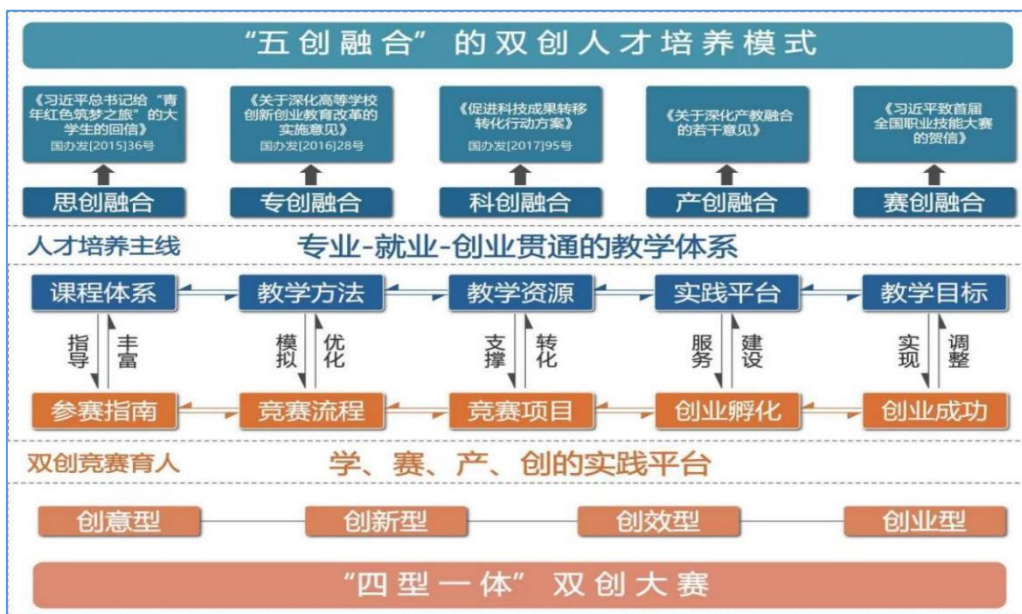 “五创融合”的双创人才培养模式
《习近平总书记给“青
年红色筑梦之旅”的大
学生的回信》
国办发[2015]36号
《关于深化高等学校
创新创业教育改革的
实施意见》
国办发[2016]28号
《促进科技成果转移
转化行动方案》
国办发[2017]95号
《关于深化产教融合
的若干意见》
《习近平致首届
全国职业技能大赛
的贺信》
思创融合
专创融合
科创融合
产创融合
赛创融合
人才培养主线
专业-就业-创业贯通的教学体系
课程体系
教学方法
教学资源
实践平台
教学目标
指导
丰富
模拟
优化
支撑
转化
服务
建设
实现
调整
参赛指南
竞赛流程
竞赛项目
创业孵化
创业成功
双创竞赛育人
学、赛、产、创的实践平台
创意型
创新型
创效型
创业型
“四型一体”双创大赛